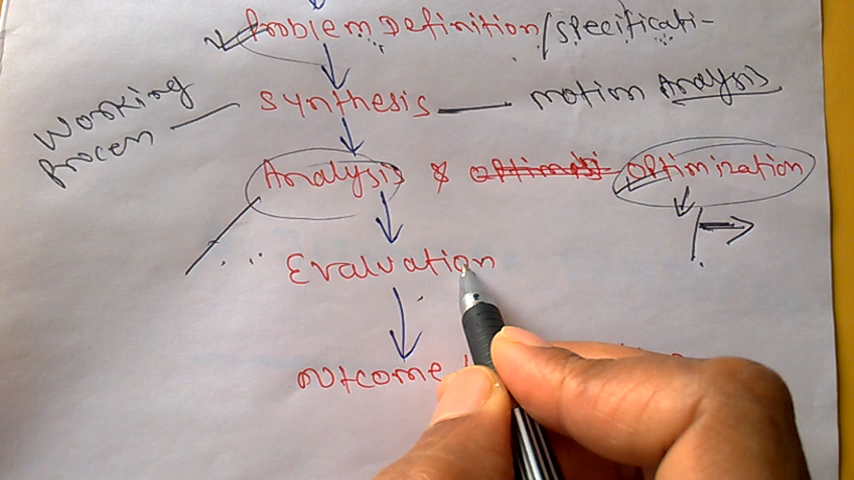 Problem Definition/specificati-
Synthesis — motion Analysis
Working
Process
Analysis & Optimization
Evaluation
outcome